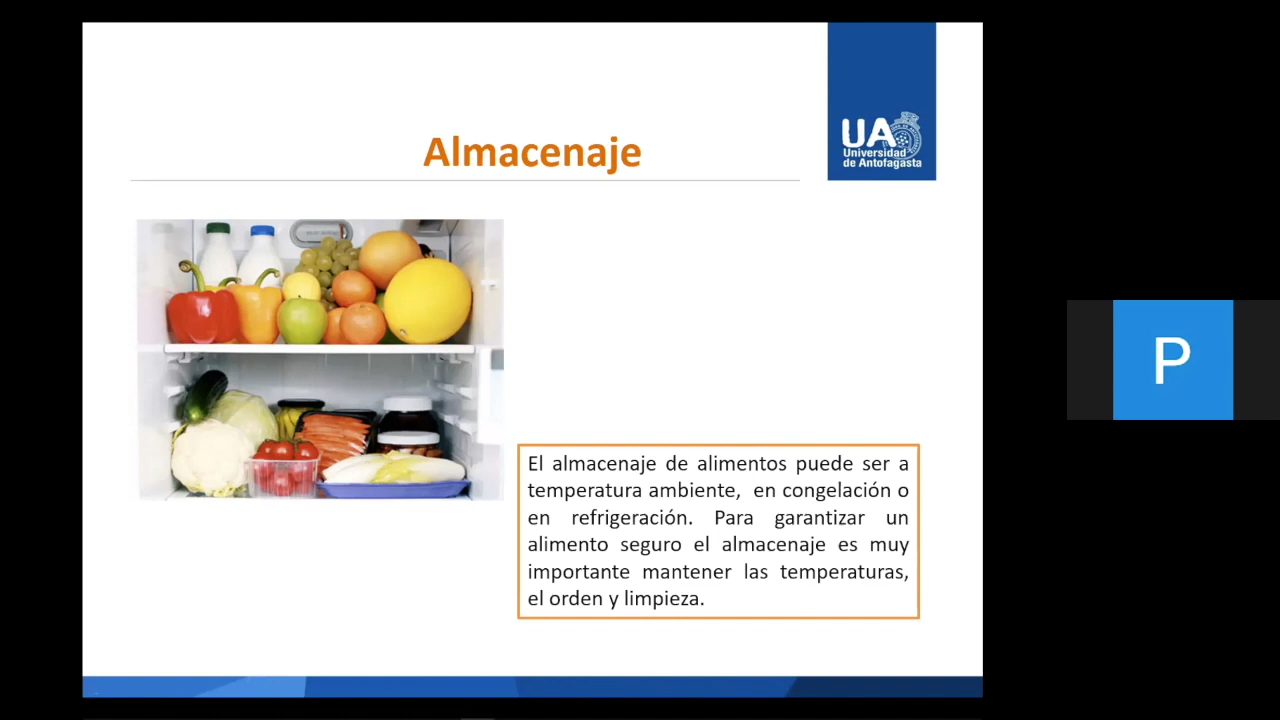 UA
Universidad
de Antofagasta
Almacenaje
El almacenaje de alimentos puede ser a
temperatura ambiente, en congelación o
en refrigeración. Para garantizar un
alimento seguro el almacenaje es muy
importante mantener las temperaturas,
el orden y limpieza.
P